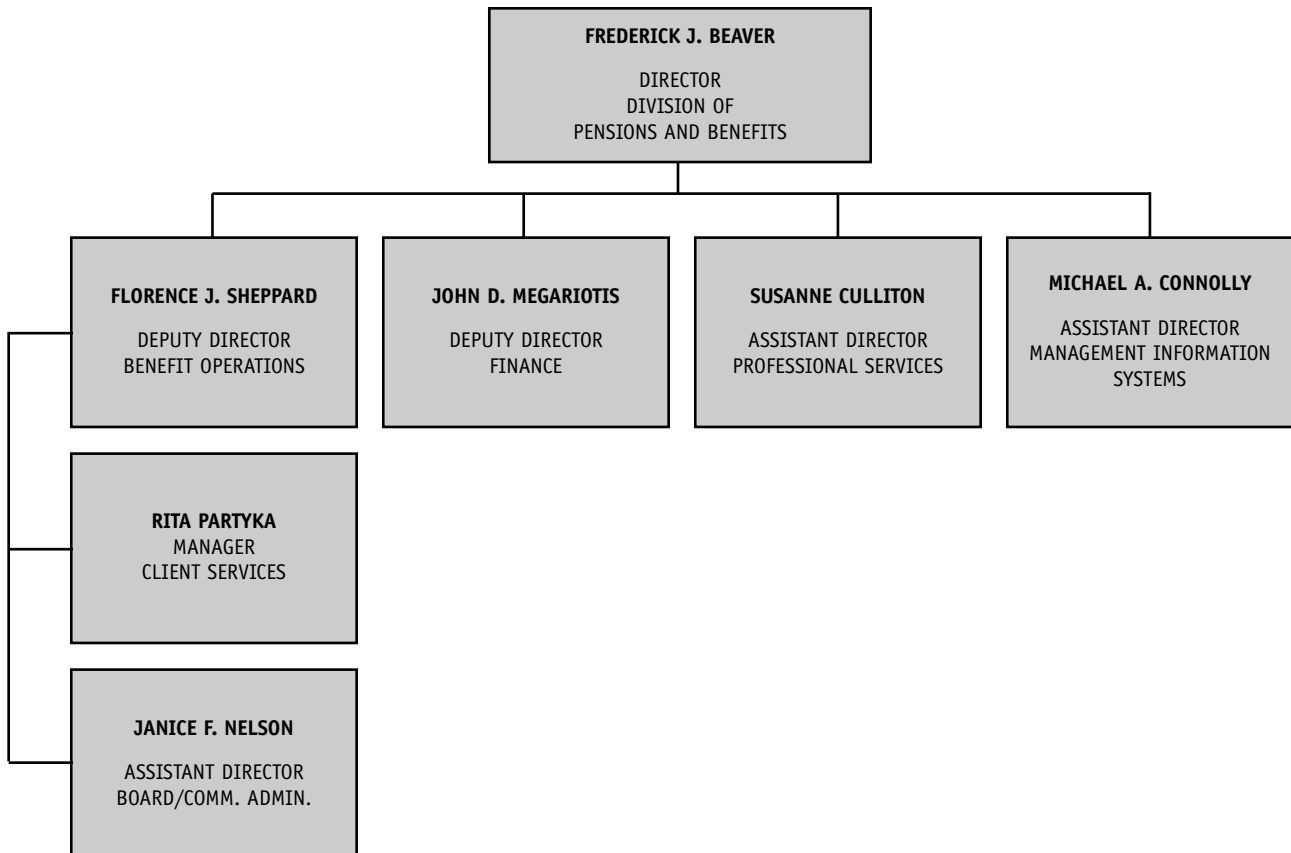 FREDERICK J. BEAVER
DIRECTOR
DIVISION OF
PENSIONS AND BENEFITS
FLORENCE J. SHEPPARD
DEPUTY DIRECTOR
BENEFIT OPERATIONS
JOHN D. MEGARIOTIS
DEPUTY DIRECTOR
FINANCE
SUSANNE CULLITON
ASSISTANT DIRECTOR
PROFESSIONAL SERVICES
MICHAEL A. CONNOLLY
ASSISTANT DIRECTOR
MANAGEMENT INFORMATION
SYSTEMS
RITA PARTYKA
MANAGER
CLIENT SERVICES
JANICE F. NELSON
ASSISTANT DIRECTOR
BOARD/COMM. ADMIN.